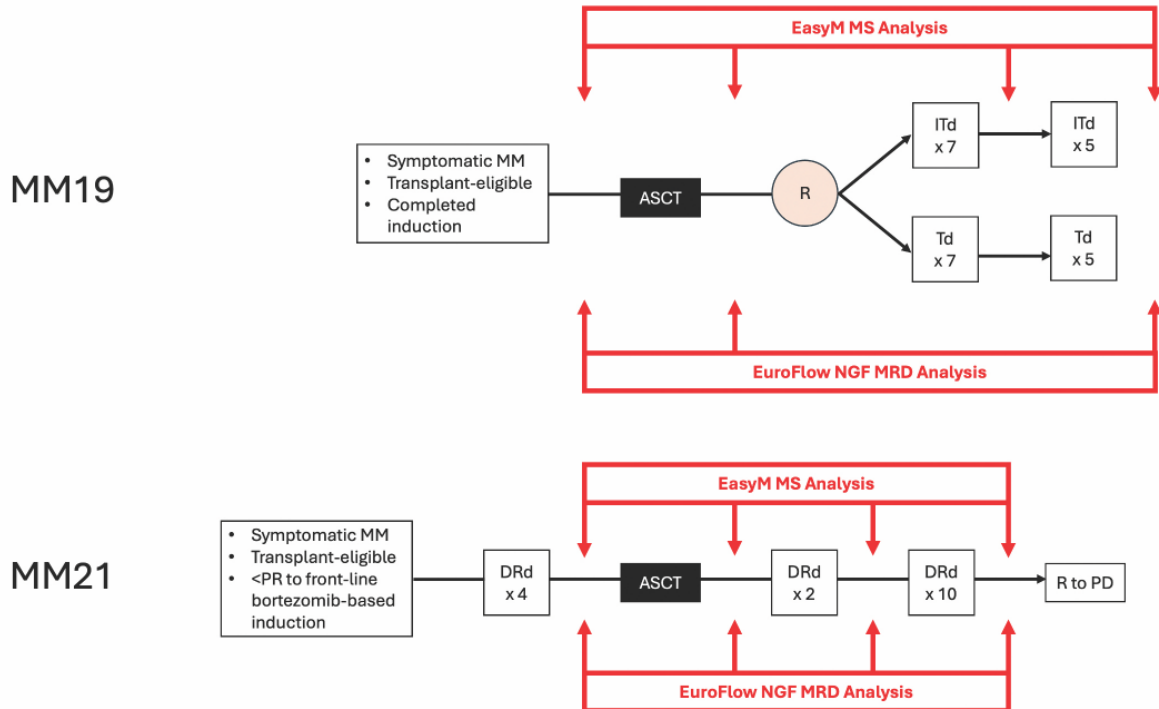 EasyM MS Analysis
MM19
• Symptomatic MM
• Transplant-eligible
• Completed
induction
ASCT
R
ITd
x 7
ITd
x 5
Td
x 7
Td
x 5
EuroFlow NGF MRD Analysis
EasyM MS Analysis
MM21
• Symptomatic MM
• Transplant-eligible
• <PR to front-line
bortezomib-based
induction
DRd
x 4
ASCT
DRd
x 2
DRd
x 10
R to PD
EuroFlow NGF MRD Analysis